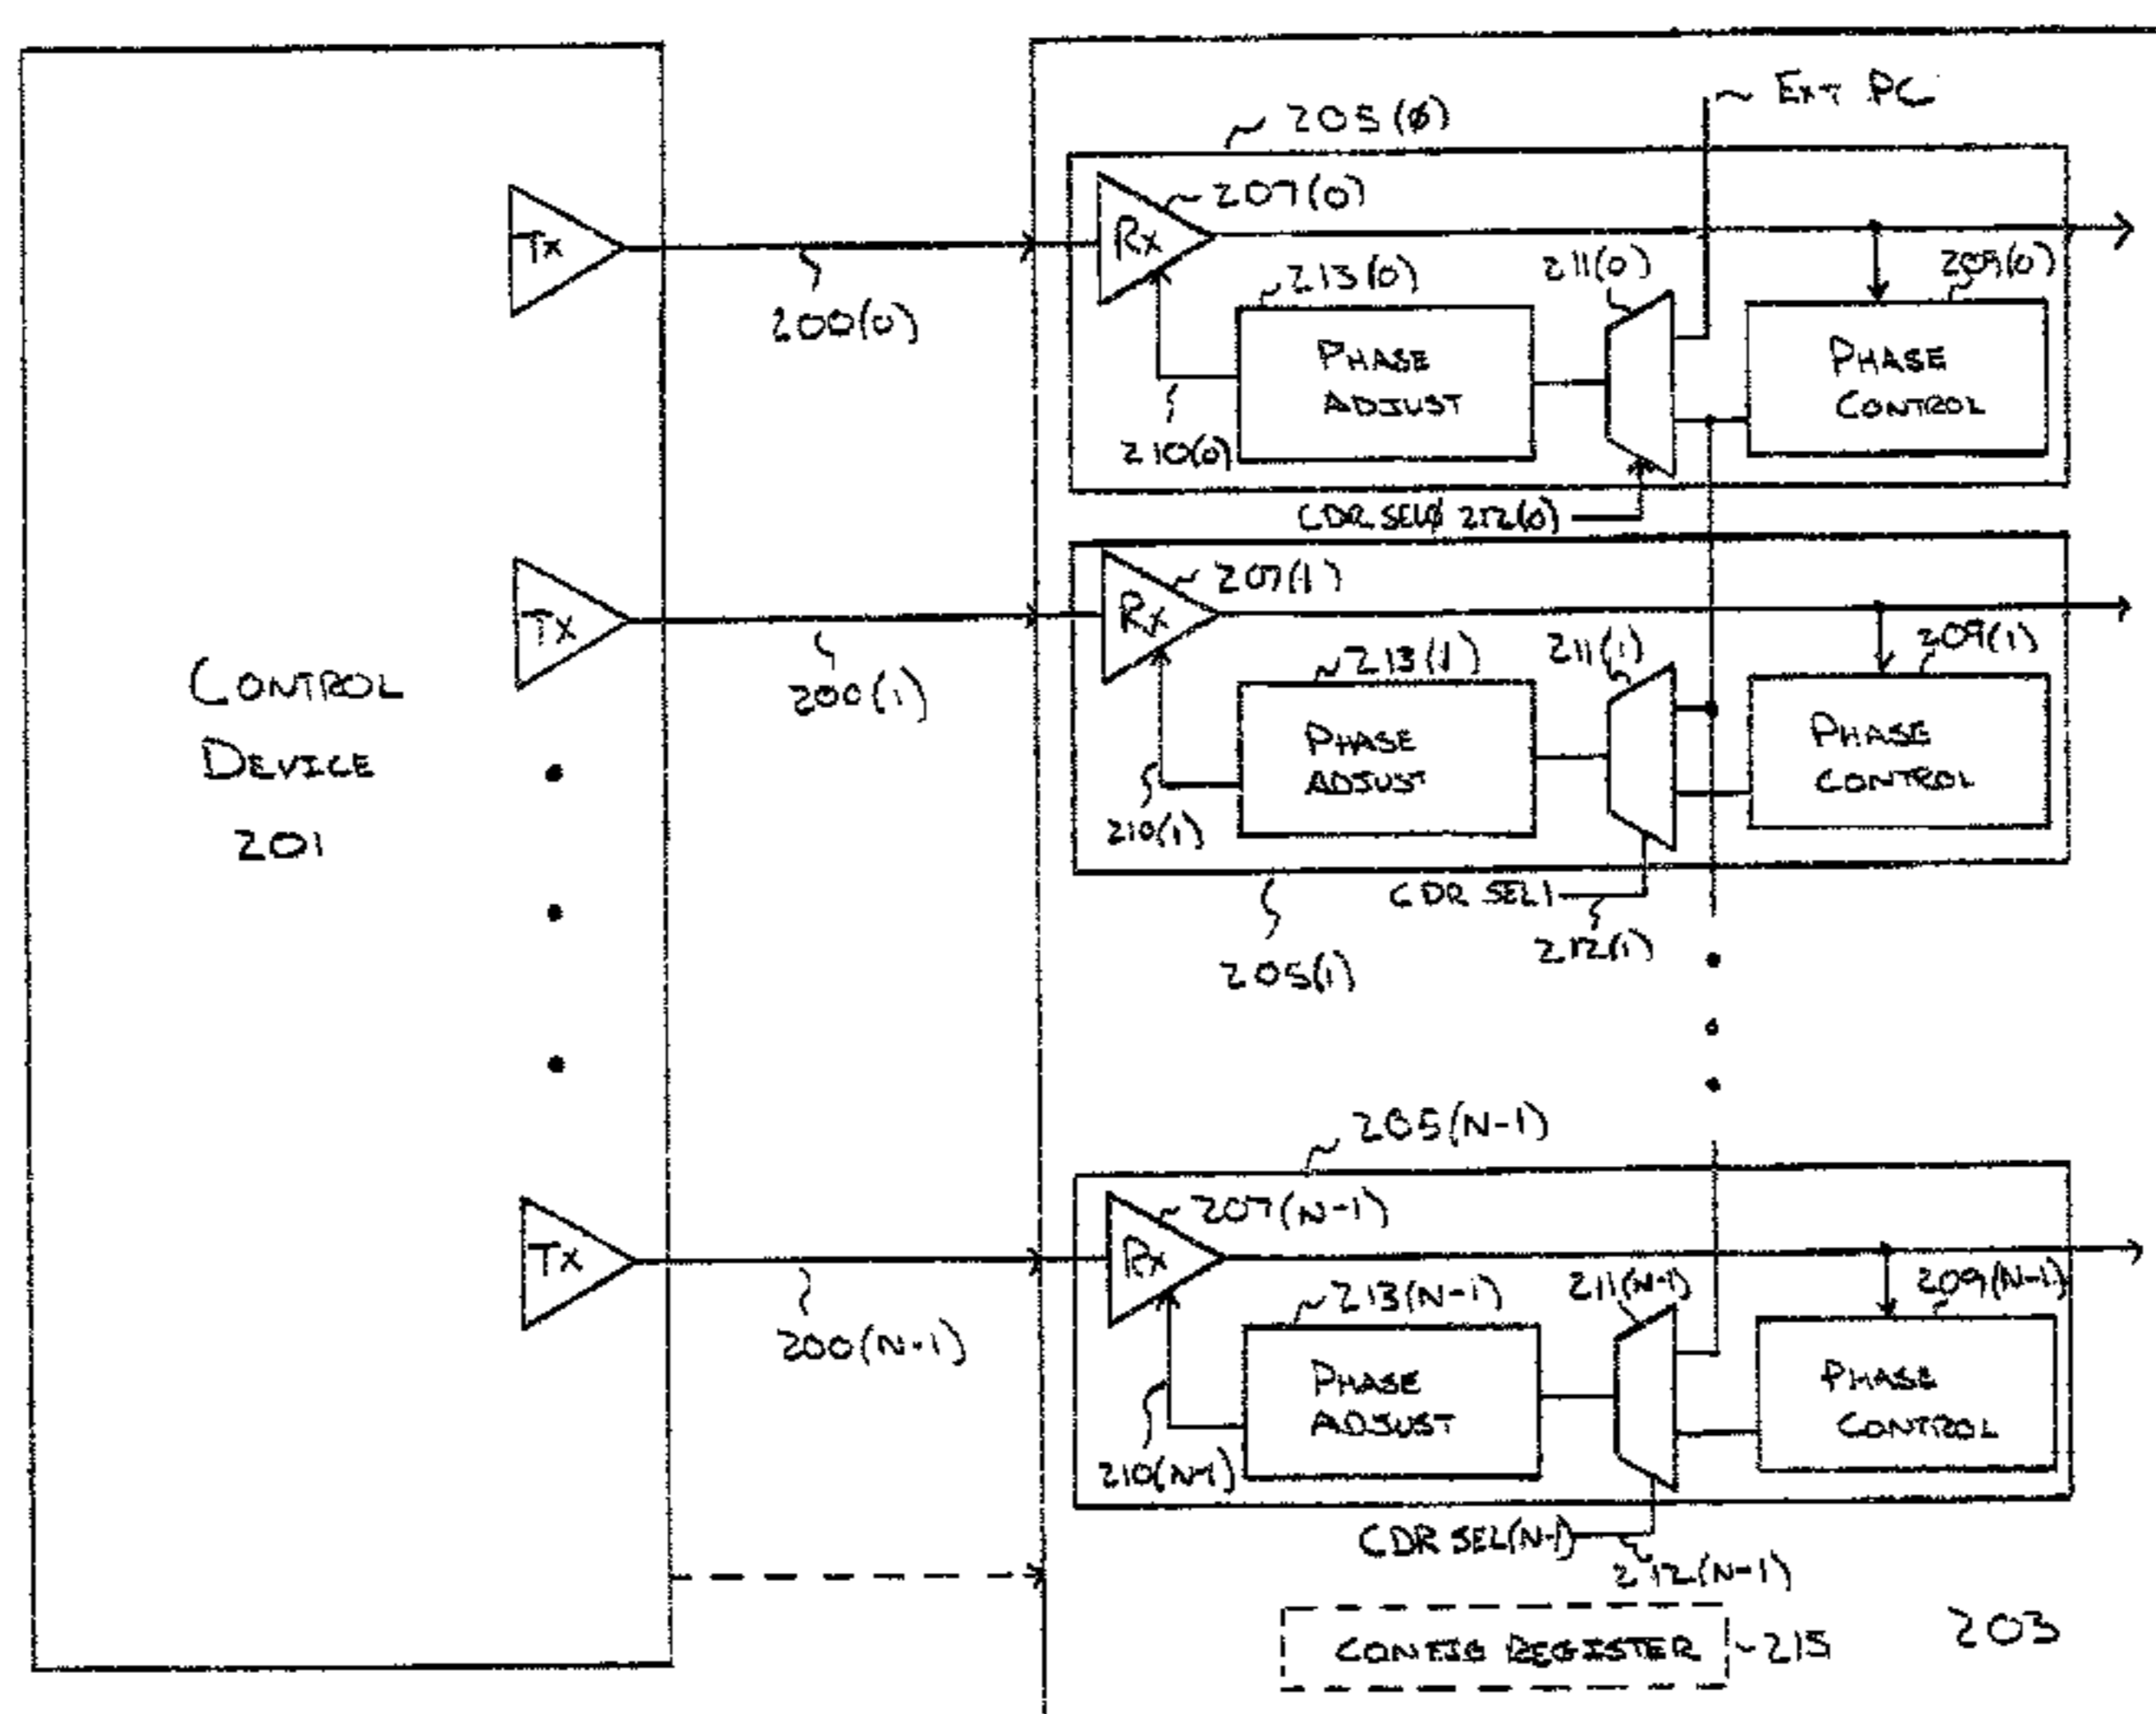 EXT PC
205(∅)
207(0)
Tx
Rx
211(0)
209(0)
213(0)
200(0)
PHASE
ADJUST
PHASE
CONTROL
210(0)
CDR SEL∅ 212(0)
207(1)
Tx
Rx
211(1)
209(1)
213(1)
CONTROL
DEVICE
201
200(1)
PHASE
ADJUST
PHASE
CONTROL
210(1)
CDR SEL1
212(1)
205(1)
205(N-1)
207(N-1)
Tx
Rx
211(N-1)
209(N-1)
213(N-1)
200(N-1)
PHASE
ADJUST
PHASE
CONTROL
210(N-1)
CDR SEL(N-1)
212(N-1)
CONFIG REGISTER
215
203